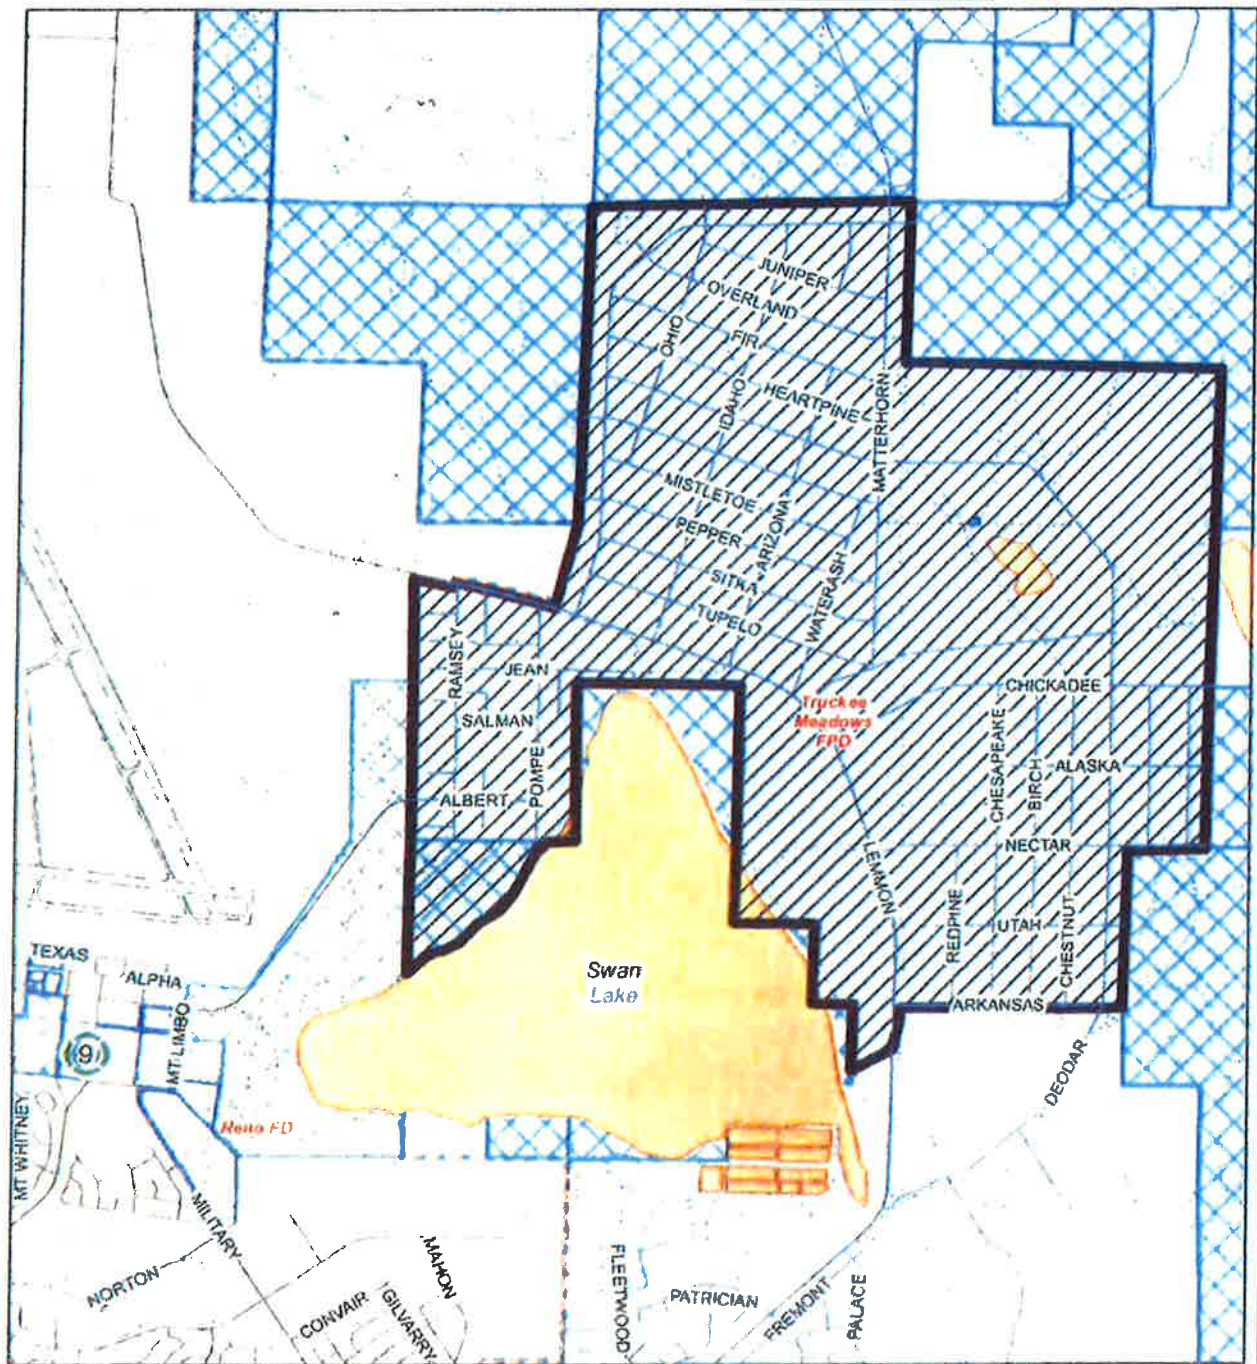 JUNIPER
OVERLAND
OHIO
FIR
IDAHO
HEARTPINE
MATTERHORN
MISTLETOE
PEPPER
ARIZONA
SITKA
WATERASH
TUPELO
RAMSEY
JEAN
SALMAN
POMPE
ALBERT
CHICKADEE
Truckee
Meadows
FPD
CHESAPEAKE
BIRCH
ALASKA
NECTAR
LEMMON
REDPINE
UTAH
CHESTNUT
ARKANSAS
TEXAS
ALPHA
Swan
Lake
MT LIMBO
9
DEODAR
MT WHITNEY
Reno FD
MILITARY
NORTON
MAHON
CONVAIR
GILVARRY
FLEETWOOD
PATRICIAN
FREMONT
PALACE